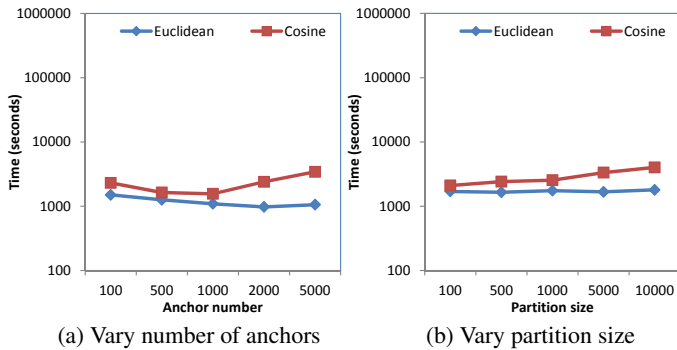 Euclidean
Cosine
1000000
100000
10000
1000
100
Time (seconds)
100 500 1000 2000 5000
Anchor number
(a) Vary number of anchors
Euclidean
Cosine
1000000
100000
10000
1000
100
Time (seconds)
100 500 1000 5000 10000
Partition size
(b) Vary partition size